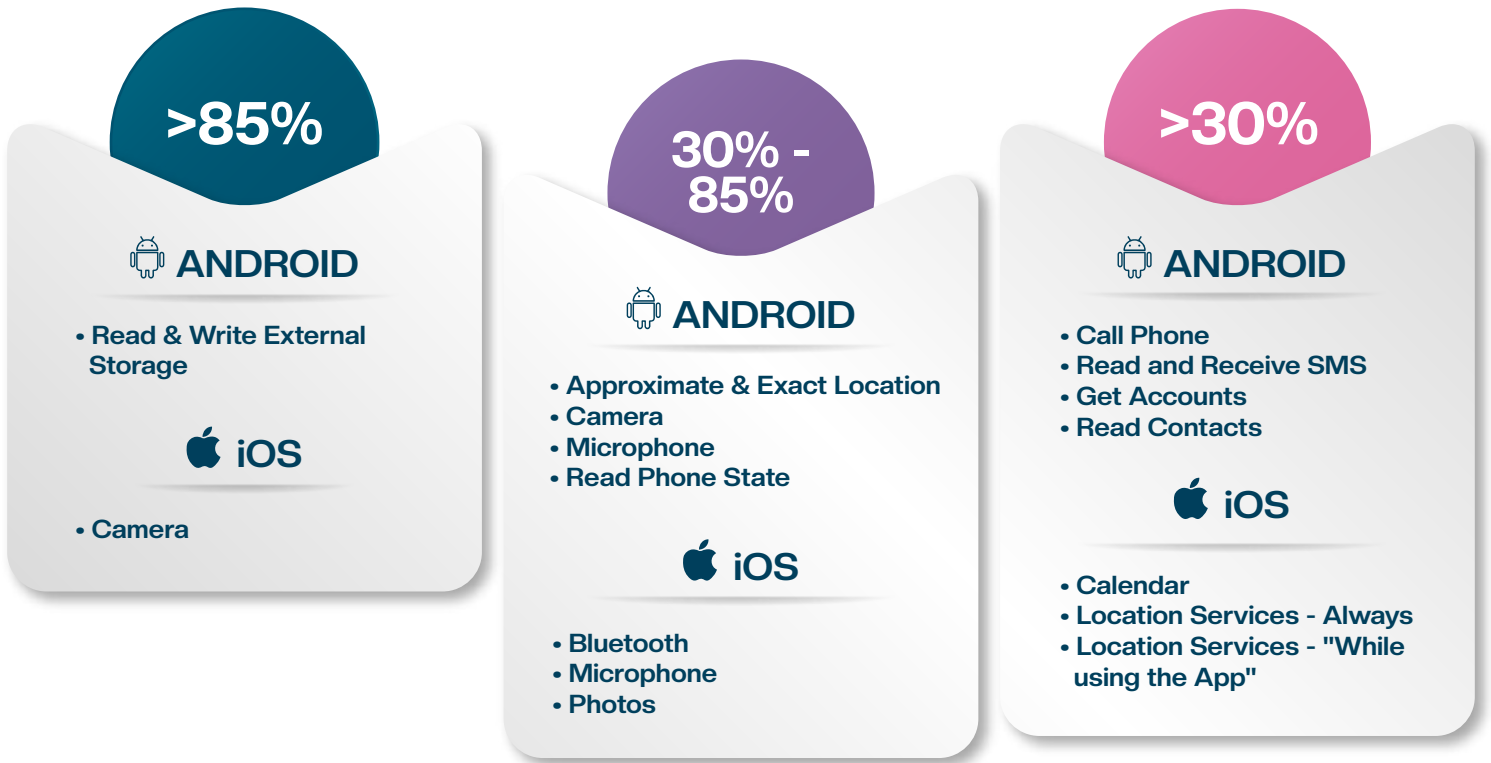 >85%
ANDROID
• Read & Write External
Storage
iOS
• Camera
30% -
85%
ANDROID
• Approximate & Exact Location
• Camera
• Microphone
• Read Phone State
iOS
• Bluetooth
• Microphone
• Photos
>30%
ANDROID
• Call Phone
• Read and Receive SMS
• Get Accounts
• Read Contacts
iOS
• Calendar
• Location Services - Always
• Location Services - "While
using the App"